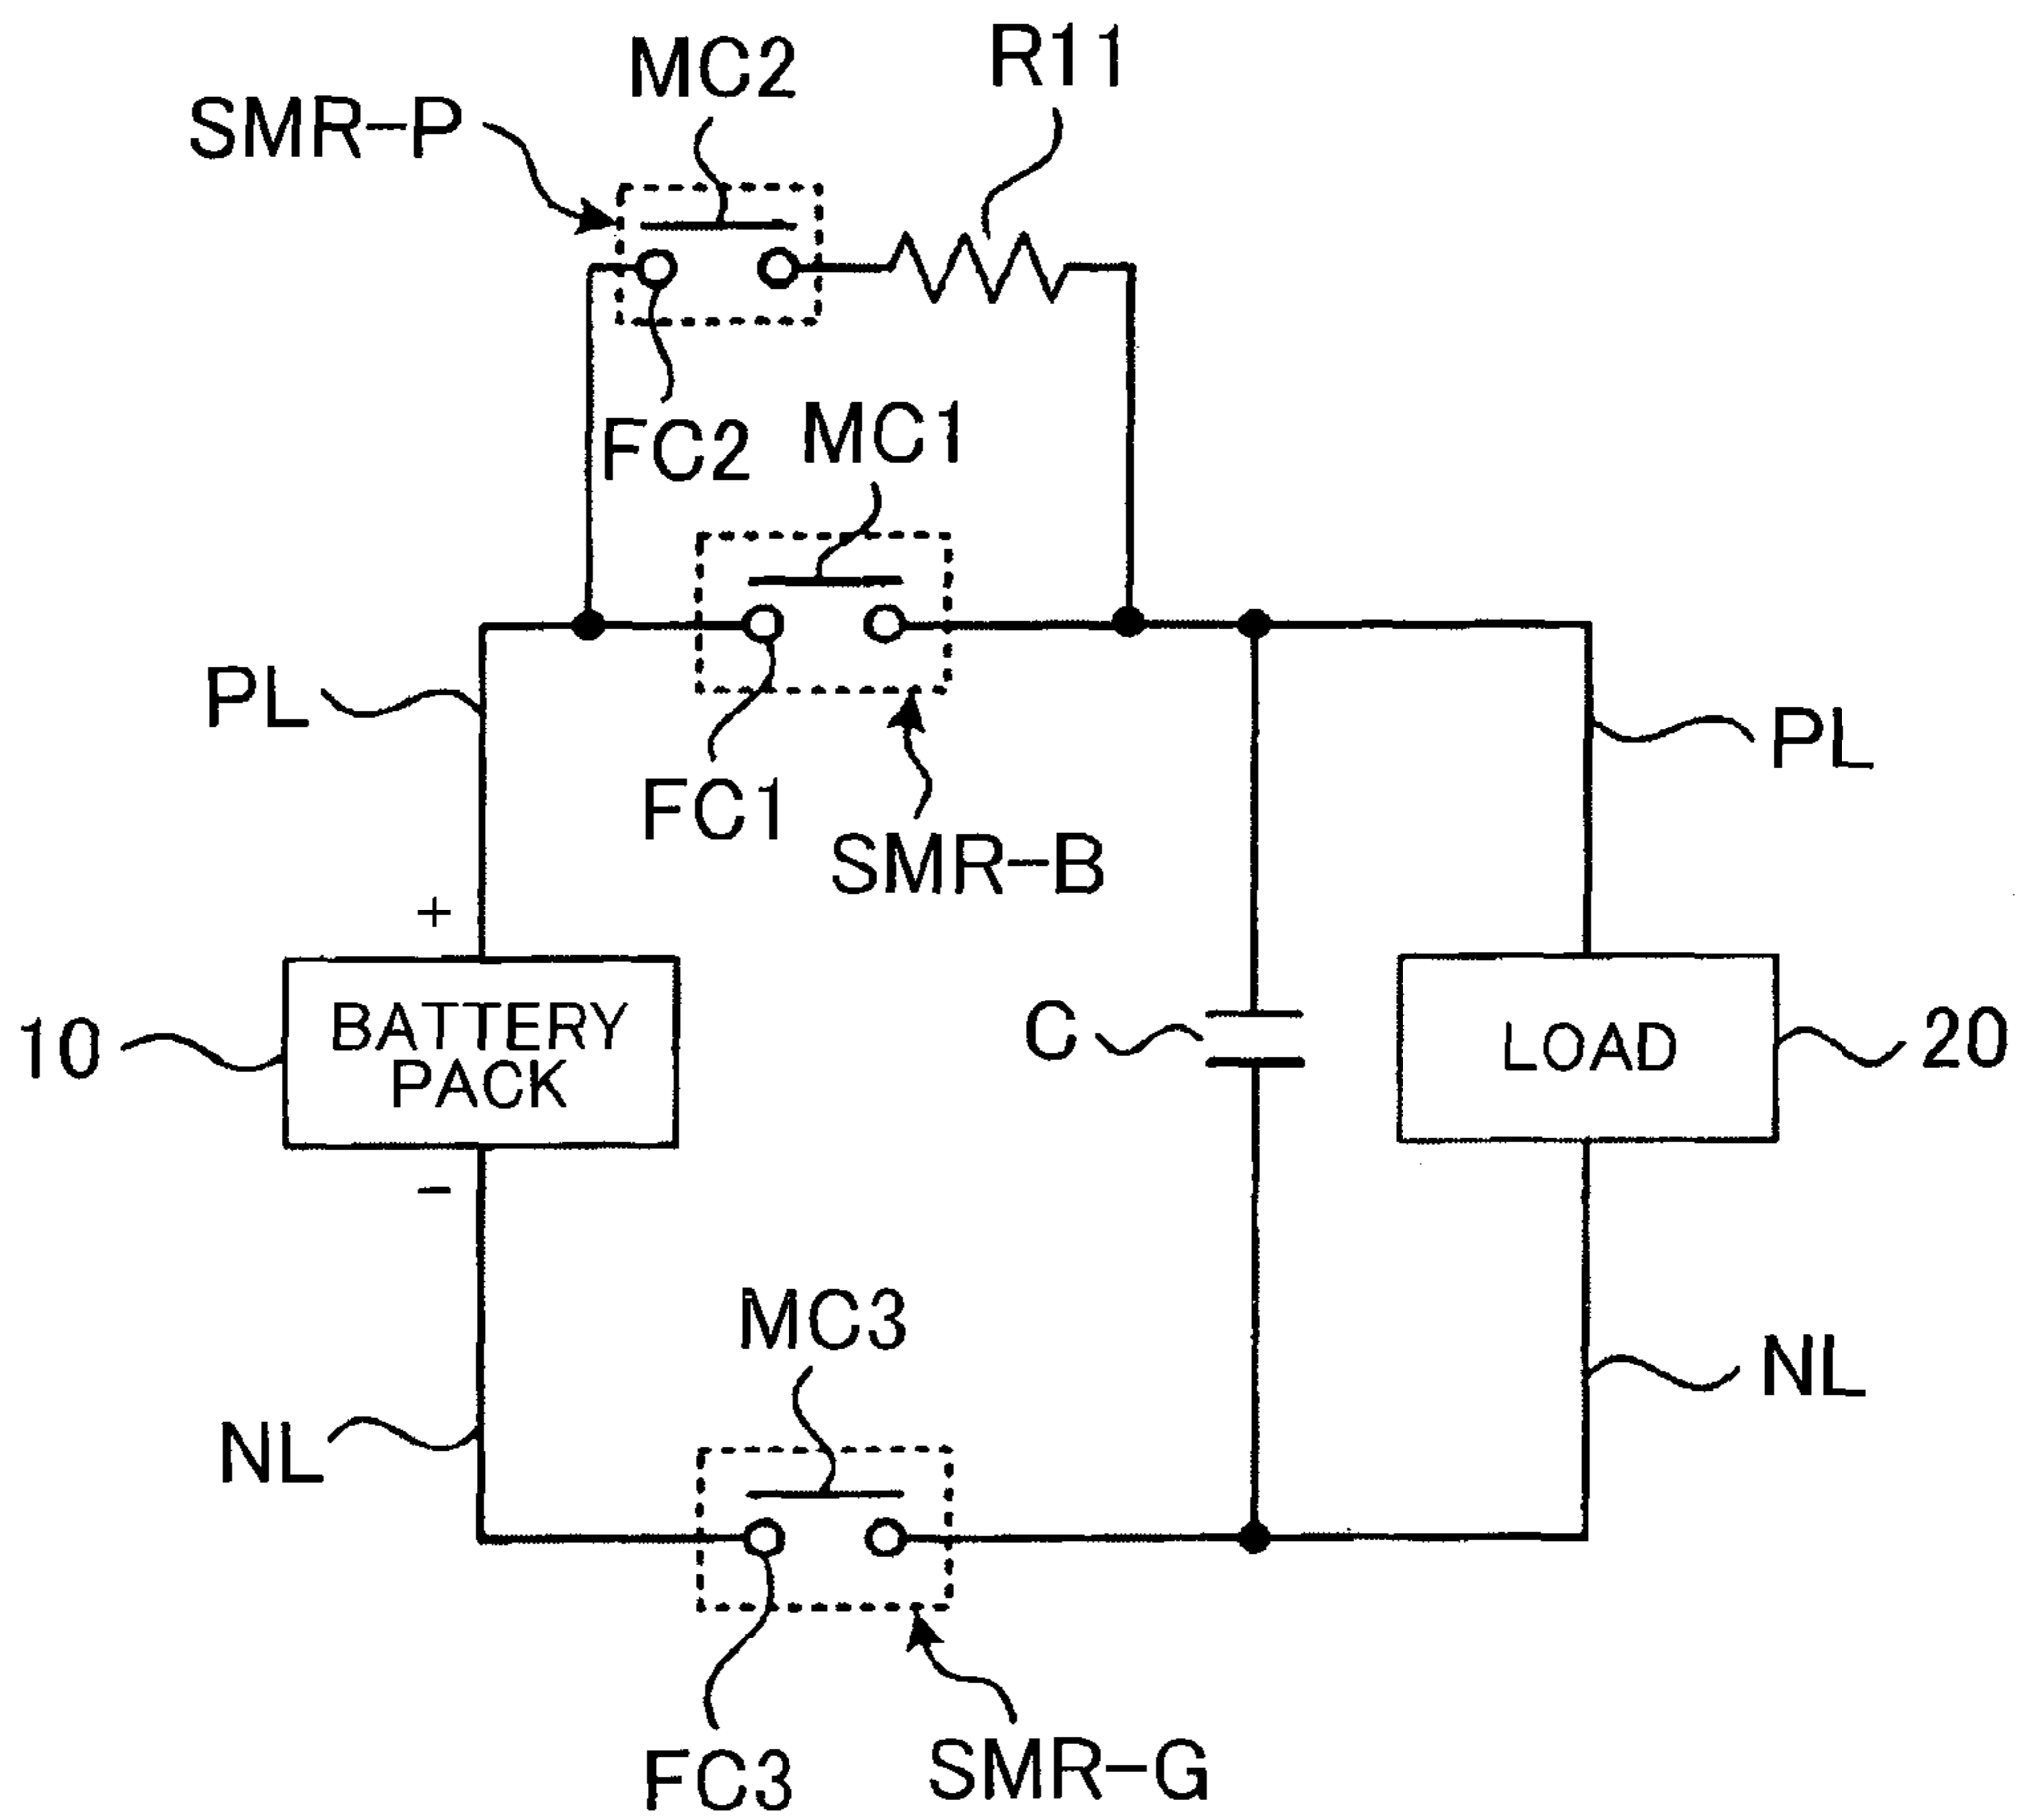 R11
MC2
SMR-P
FC2
MC1
PL
PL
FC1
SMR-B
+
10
BATTERY
PACK
C
LOAD
20
-
MC3
NL
NL
FC3
SMR-G